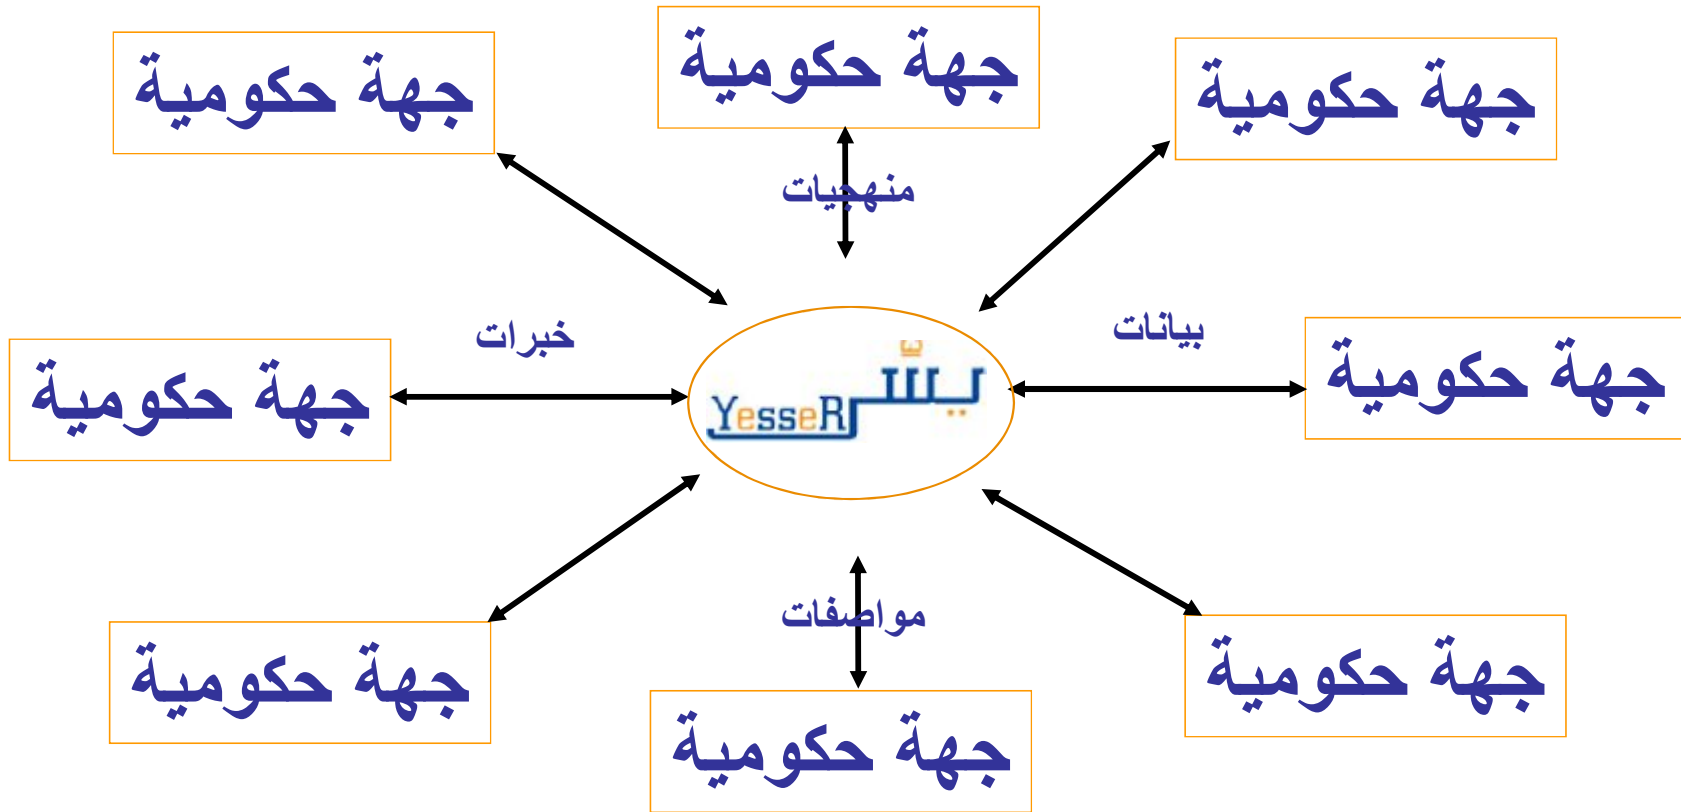 جهة حكومية
جهة حكومية
جهة حكومية
منهجيات
بيانات
خبرات
جهة حكومية
يسّر
YesseR
جهة حكومية
مواصفات
جهة حكومية
جهة حكومية
جهة حكومية